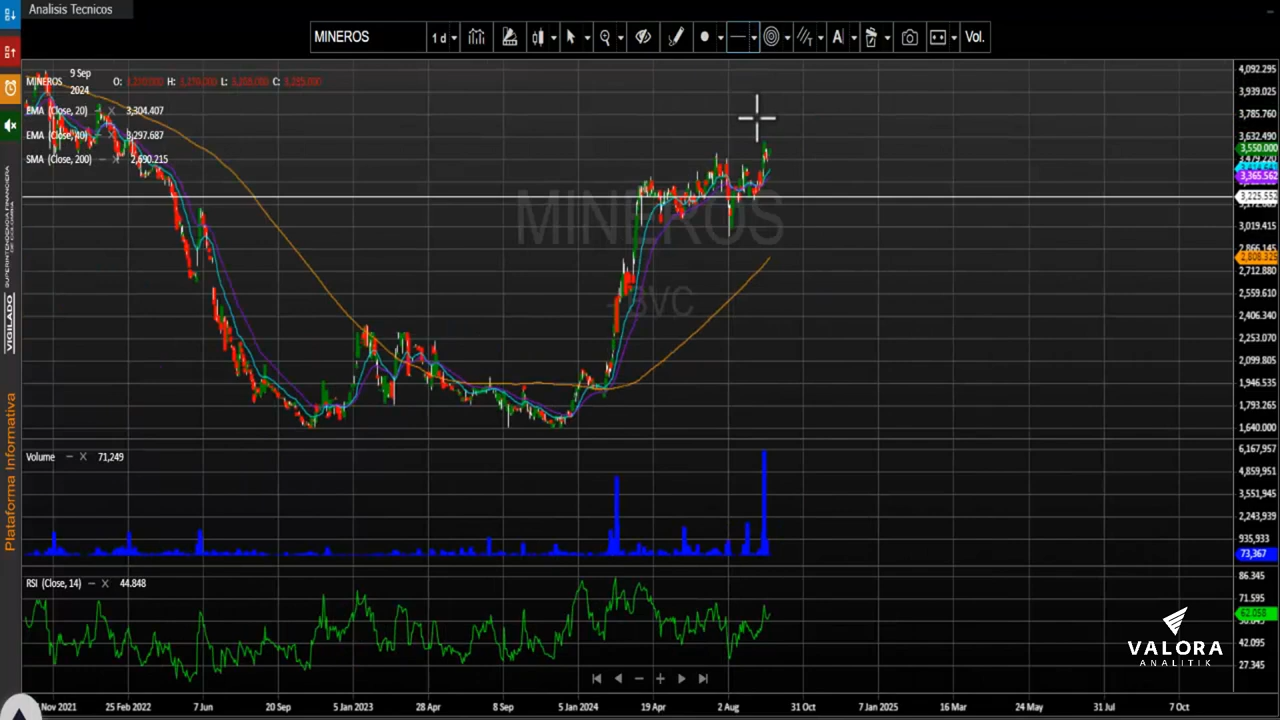 Analisis Tecnicos
MINEROS 1 d Vol.
MINEROS 9 Sep 2024 O: H: L: C:
EMA (Close, 20) 3,304.407
EMA (Close, 40) 3,297.687
SMA (Close, 200) 2,690.215
MINEROS
BVC
4,092.295
3,939.025
3,785.760
3,632.490
3,550.000
3,479.220
3,365.562
3,225.552
3,019.415
2,866.145
2,808.325
2,712.880
2,559.610
2,406.340
2,253.070
2,099.805
1,946.535
1,793.265
1,640.000
Volume 71,249
6,167,957
4,859,951
3,551,945
2,243,939
935,933
73,367
RSI (Close, 14) 44.848
86.345
71.595
62.058
42.095
27.345
Nov 2021 25 Feb 2022 7 Jun 20 Sep 5 Jan 2023 28 Apr 8 Sep 5 Jan 2024 19 Apr 2 Aug 31 Oct 7 Jan 2025 16 Mar 24 May 31 Jul 7 Oct
VIGILADO SUPERINTENDENCIA FINANCIERA
Plataforma Informativa
VALORA
ANALITIK